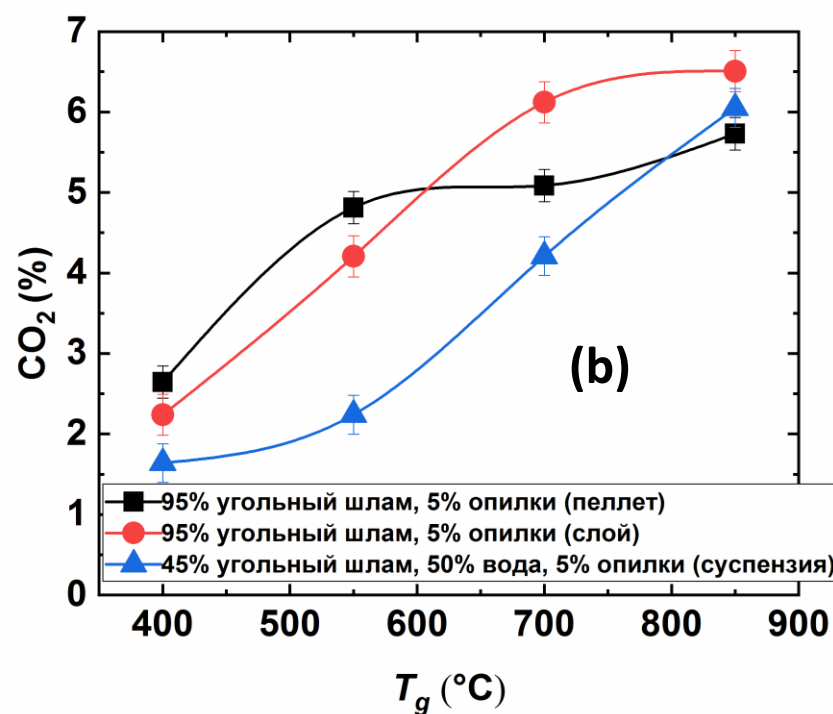 7
6
5
4
3
2
1
0
CO2 (%)
(b)
95% угольный шлам, 5% опилки (пеллет)
95% угольный шлам, 5% опилки (слой)
45% угольный шлам, 50% вода, 5% опилки (суспензия)
400 500 600 700 800 900
Tg (°C)